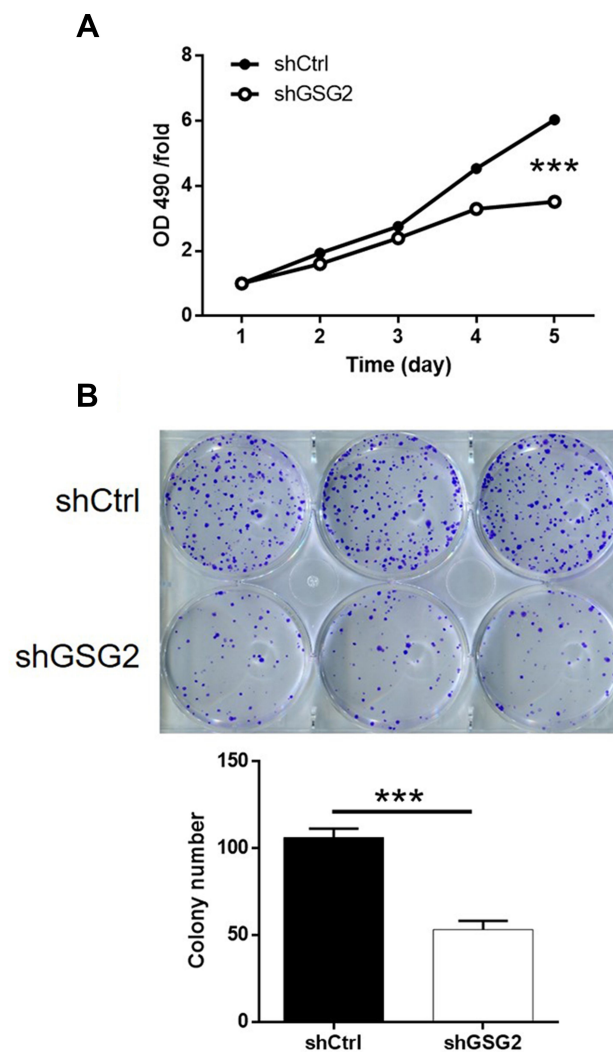 A
8
6
4
2
0
OD 490 /fold
shCtrl
shGSG2
***
1 2 3 4 5
Time (day)
B
shCtrl
shGSG2
150
100
50
0
Colony number
***
shCtrl shGSG2